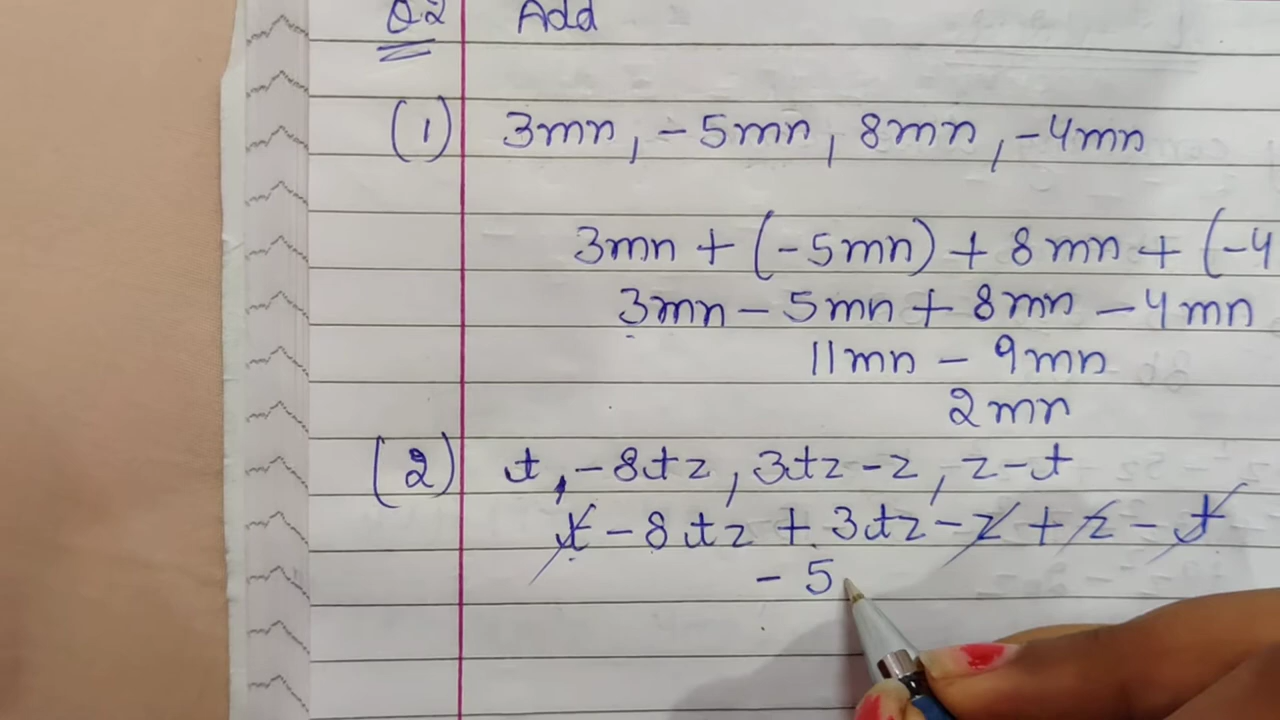 Q.2 Add
(1) 3mn, -5mn, 8mn, -4mn
3mn + (-5mn) + 8mn + (-4
3mn - 5mn + 8mn - 4mn
11mn - 9mn
2mn
(2) t, -8tz, 3tz-z, z-t
t - 8tz + 3tz - z + z - t
- 5